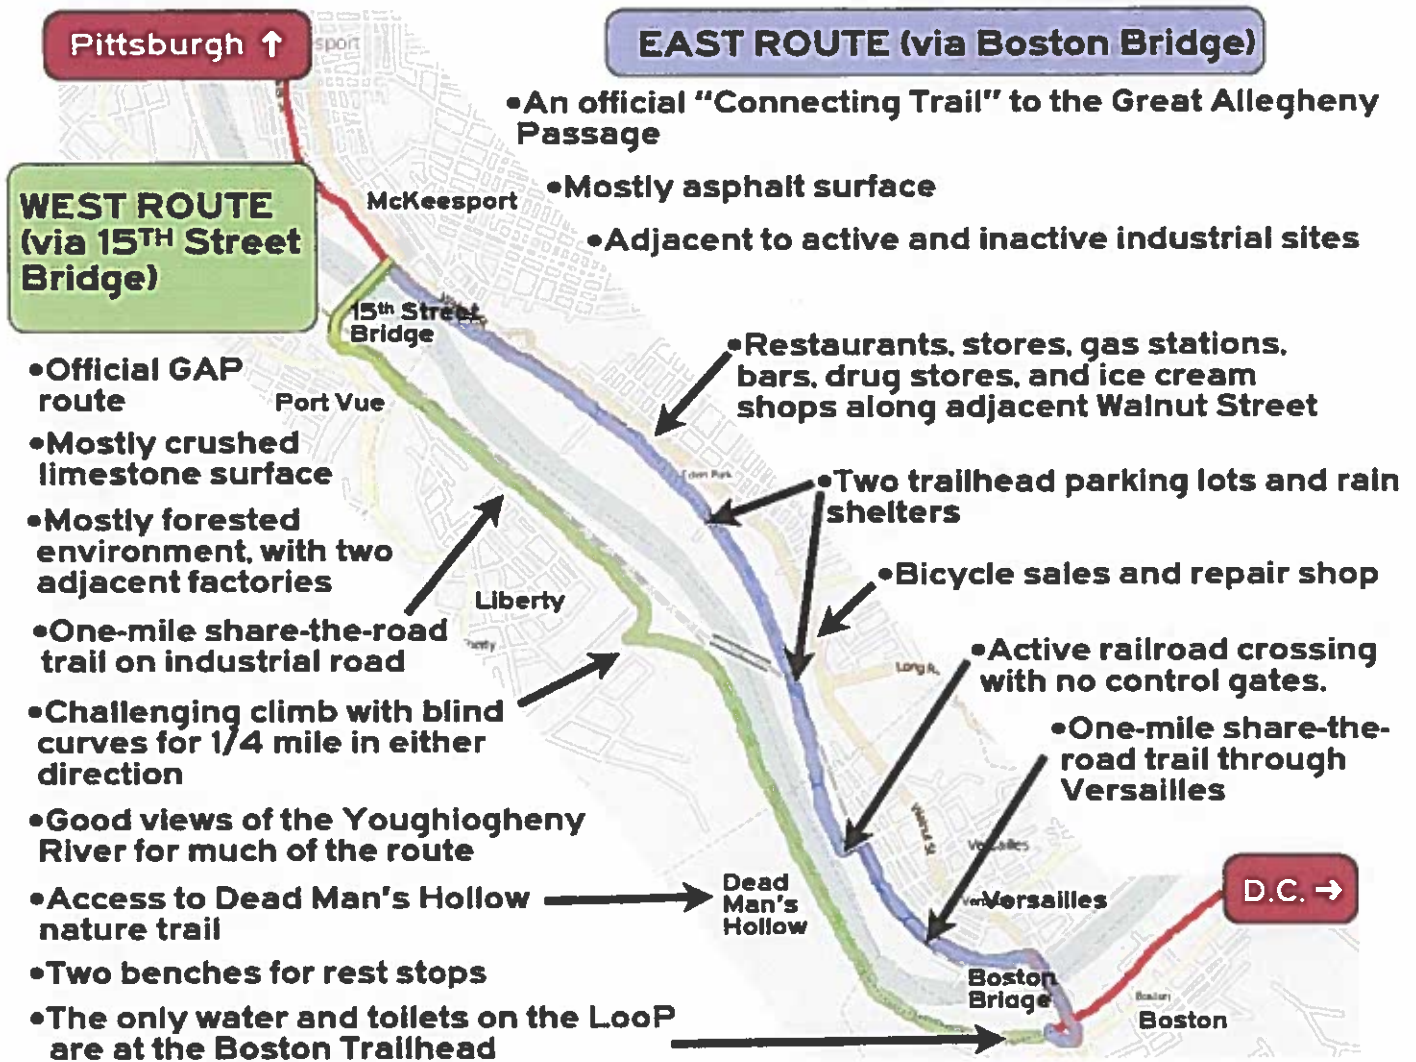 Pittsburgh ↑
EAST ROUTE (via Boston Bridge)
•An official “Connecting Trail” to the Great Allegheny
Passage
•Mostly asphalt surface
•Adjacent to active and inactive industrial sites
•Restaurants, stores, gas stations,
bars, drug stores, and ice cream
shops along adjacent Walnut Street
•Two trailhead parking lots and rain
shelters
•Bicycle sales and repair shop
•Active railroad crossing
with no control gates.
•One-mile share-the-
road trail through
Versailles
WEST ROUTE
(via 15TH Street
Bridge)
•Official GAP
route
•Mostly crushed
limestone surface
•Mostly forested
environment, with two
adjacent factories
•One-mile share-the-road
trail on industrial road
•Challenging climb with blind
curves for 1/4 mile in either
direction
•Good views of the Youghiogheny
River for much of the route
•Access to Dead Man's Hollow
nature trail
•Two benches for rest stops
•The only water and toilets on the LooP
are at the Boston Trailhead
McKeesport
15th Street
Bridge
Port Vue
Liberty
Long R.
Walnut St
Versailles
Versailles
Dead
Man's
Hollow
D.C. →
Boston
Bridge
Boston
Boston